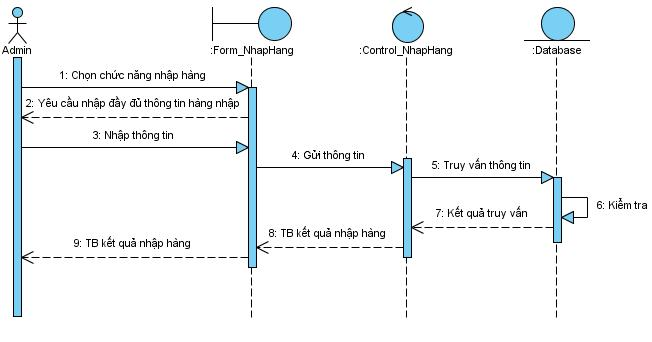 Admin
:Form_NhapHang
:Control_NhapHang
:Database
1: Chọn chức năng nhập hàng
2: Yêu cầu nhập đầy đủ thông tin hàng nhập
3: Nhập thông tin
4: Gửi thông tin
5: Truy vấn thông tin
6: Kiểm tra
7: Kết quả truy vấn
8: TB kết quả nhập hàng
9: TB kết quả nhập hàng